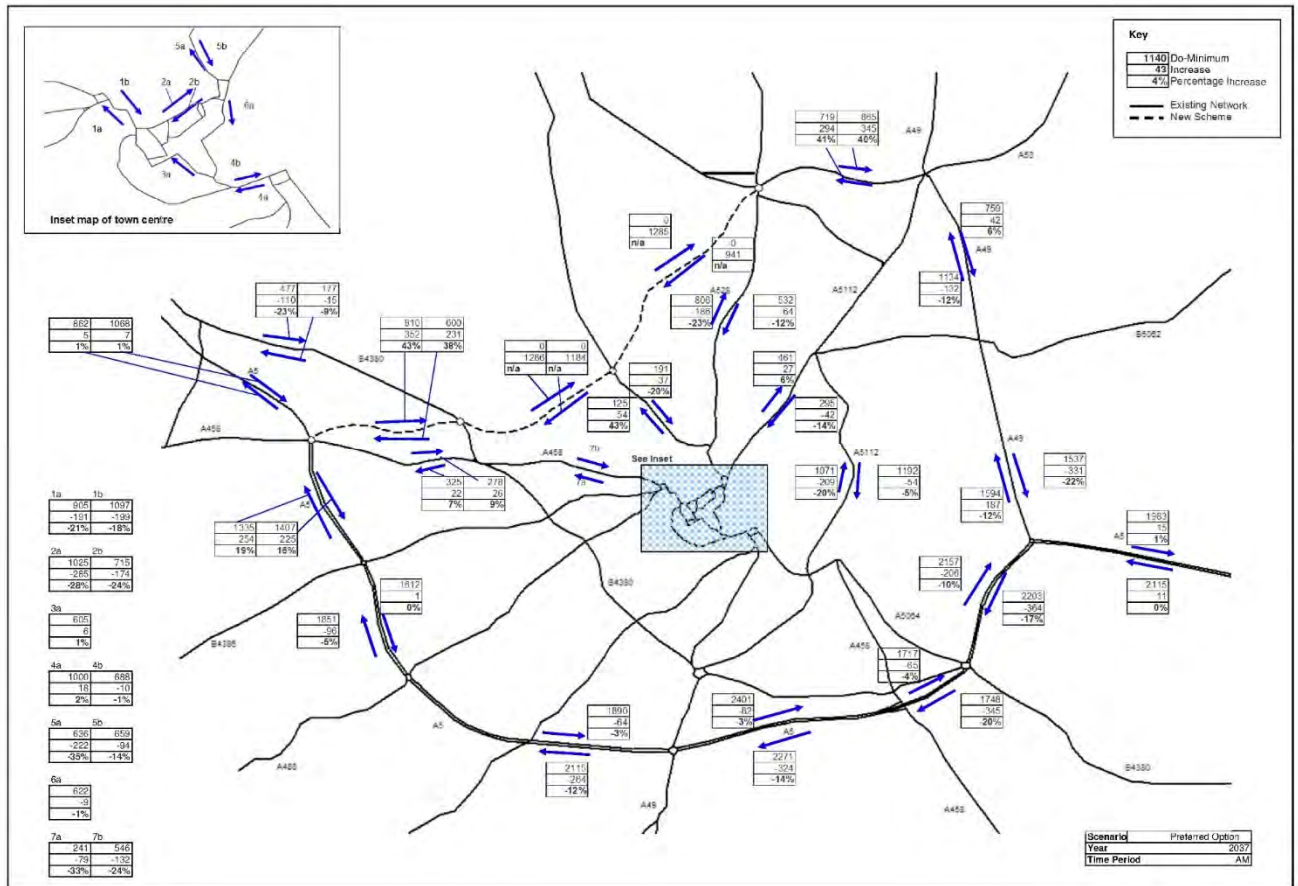 5a
5b
1b
2a
2b
6a
1a
3a
4b
4a
Inset map of town centre
Key
1140 Do-Minimum
43 Increase
4% Percentage Increase
Existing Network
New Scheme
A49
A53
719 865
294 345
41% 40%
0
1285
n/a
0
941
n/a
759
42
6%
A49
1134
-132
-12%
477 177
-110 -15
-23% -9%
1068
5 7
1% 1%
A528
-186
-23%
532
64
-12%
A5112
B4380
600
352 231
43% 38%
0 0
1286 1184
n/a n/a
A5
461
27
6%
191
-37
-20%
125
54
43%
295
-42
-14%
A458
A458
7b
7a
See Inset
A5112
A49
1537
-331
-22%
325 278
22 26
7% 9%
1071
-209
-20%
1192
-54
-5%
1594
187
-12%
1a 1b
905 1097
-191 -199
-21% -18%
A5
1335 1407
254 225
19% 16%
15
1%
A5
2a 2b
1025 715
-285 -174
-28% -24%
1612
1
0%
B4380
2157
-206
-10%
2203
-364
-17%
2115
11
0%
3a
605
6
1%
1851
-96
-5%
A5064
A458
1717
-65
-4%
4a 4b
1000 688
18 -10
2% -1%
1890
-64
-3%
2401
-82
-3%
1748
-345
-20%
5a 5b
636 659
-222 -94
-35% -14%
A5
A5
2115
-264
-12%
2271
-324
-14%
B4380
A488
6a
622
-9
-1%
A49
A458
7a 7b
241 546
-79 -132
-33% -24%
Scenario Preferred Option
Year 2037
Time Period AM